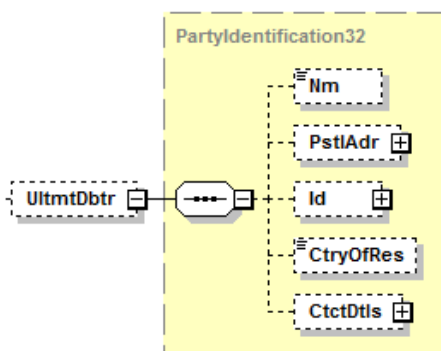 PartyIdentification32
Nm
PstlAdr
UltmtDbtr
Id
CtryOfRes
CtctDtls